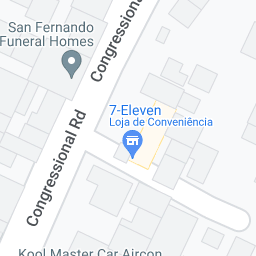 San Fernando
Funeral Homes
Congressional
7-Eleven
Loja de Conveniência
Congressional Rd
Kool Master Car Aircon